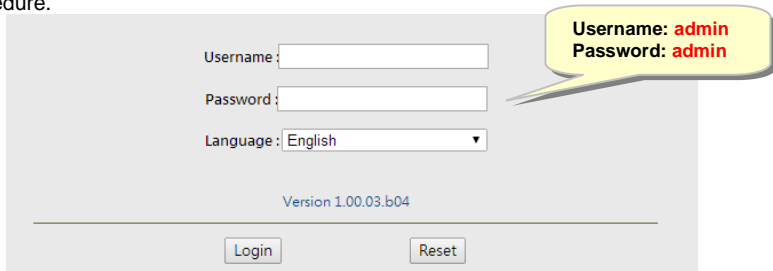 edure.
Username: admin
Password: admin
Username :
Password :
Language : English
Version 1.00.03.b04
Login Reset